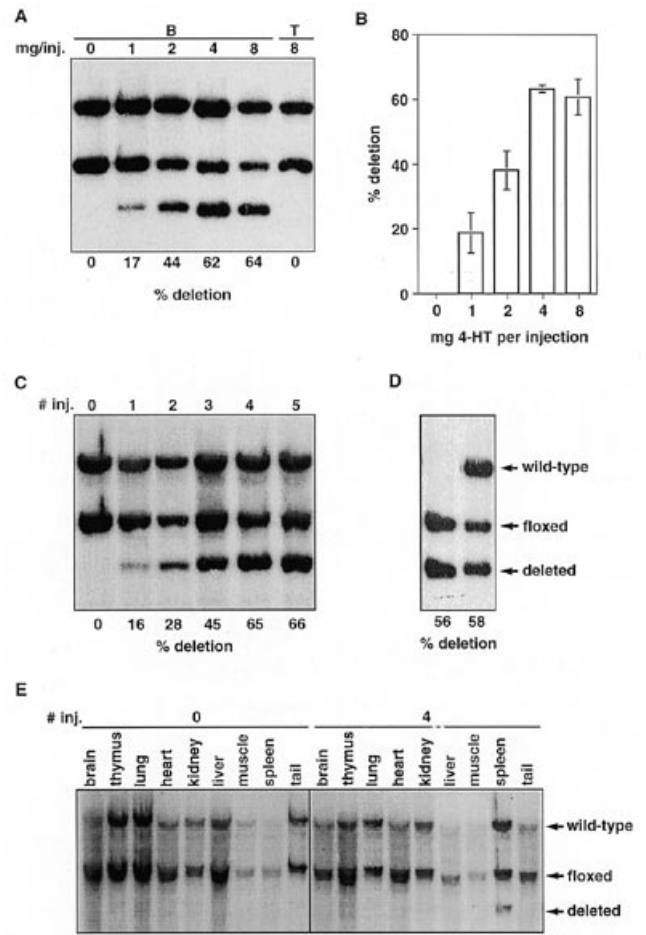 A
B T
mg/inj. 0 1 2 4 8 8
0 17 44 62 64 0
% deletion
B
80
60
40
20
0
% deletion
0 1 2 4 8
mg 4-HT per injection
C
# inj. 0 1 2 3 4 5
0 16 28 45 65 66
% deletion
D
wild-type
floxed
deleted
56 58
% deletion
E
# inj. 0 4
brain thymus lung heart kidney liver muscle spleen tail brain thymus lung heart kidney liver muscle spleen tail
wild-type
floxed
deleted